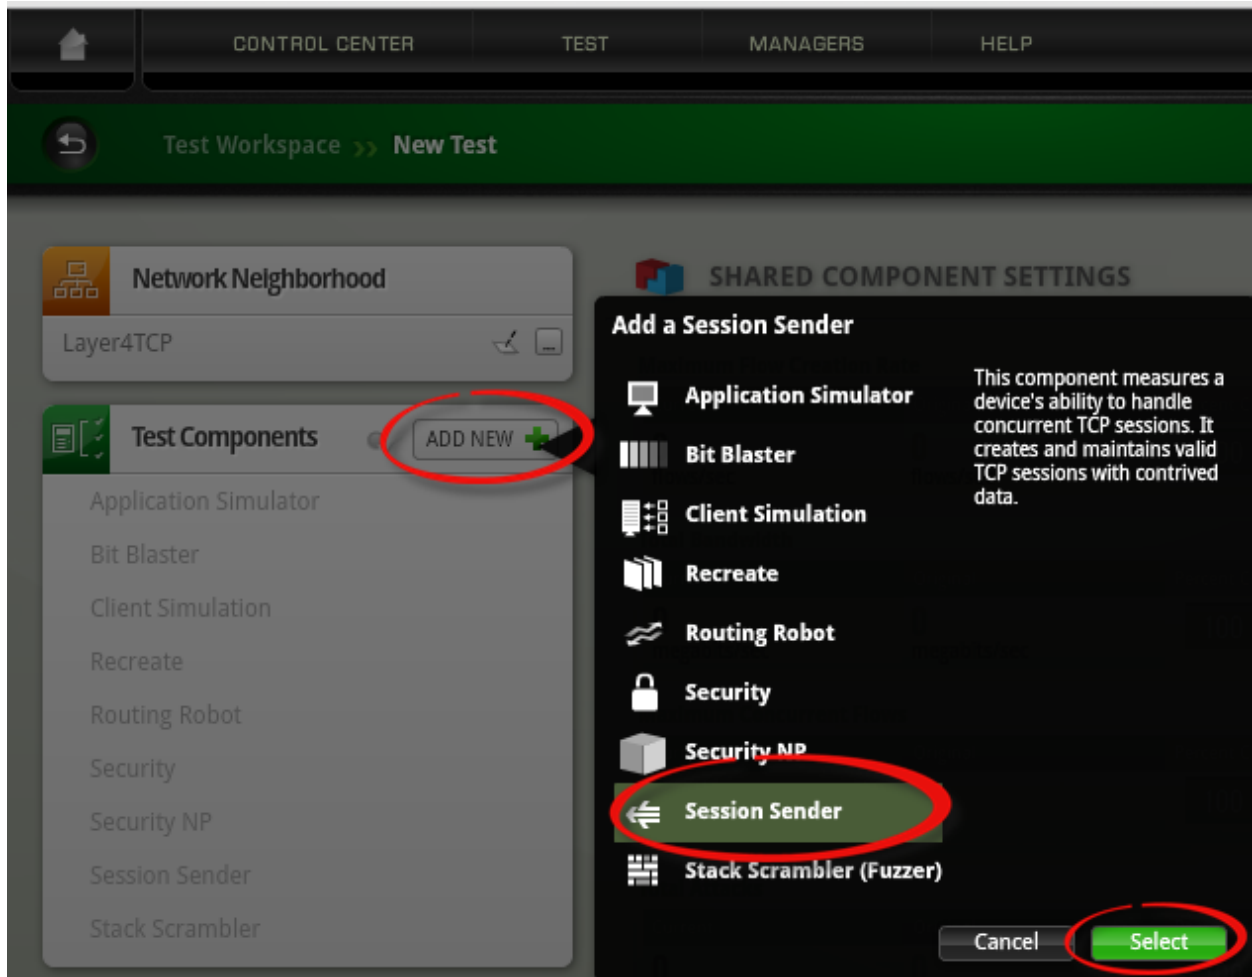 CONTROL CENTER TEST MANAGERS HELP
Test Workspace >> New Test
Network Neighborhood
Layer4TCP
...
Test Components
ADD NEW
Application Simulator
Bit Blaster
Client Simulation
Recreate
Routing Robot
Security
Security NP
Session Sender
Stack Scrambler
SHARED COMPONENT SETTINGS
Add a Session Sender
Application Simulator
Bit Blaster
Client Simulation
Recreate
Routing Robot
Security
Security NP
Session Sender
Stack Scrambler (Fuzzer)
This component measures a
device's ability to handle
concurrent TCP sessions. It
creates and maintains valid
TCP sessions with contrived
data.
Cancel Select